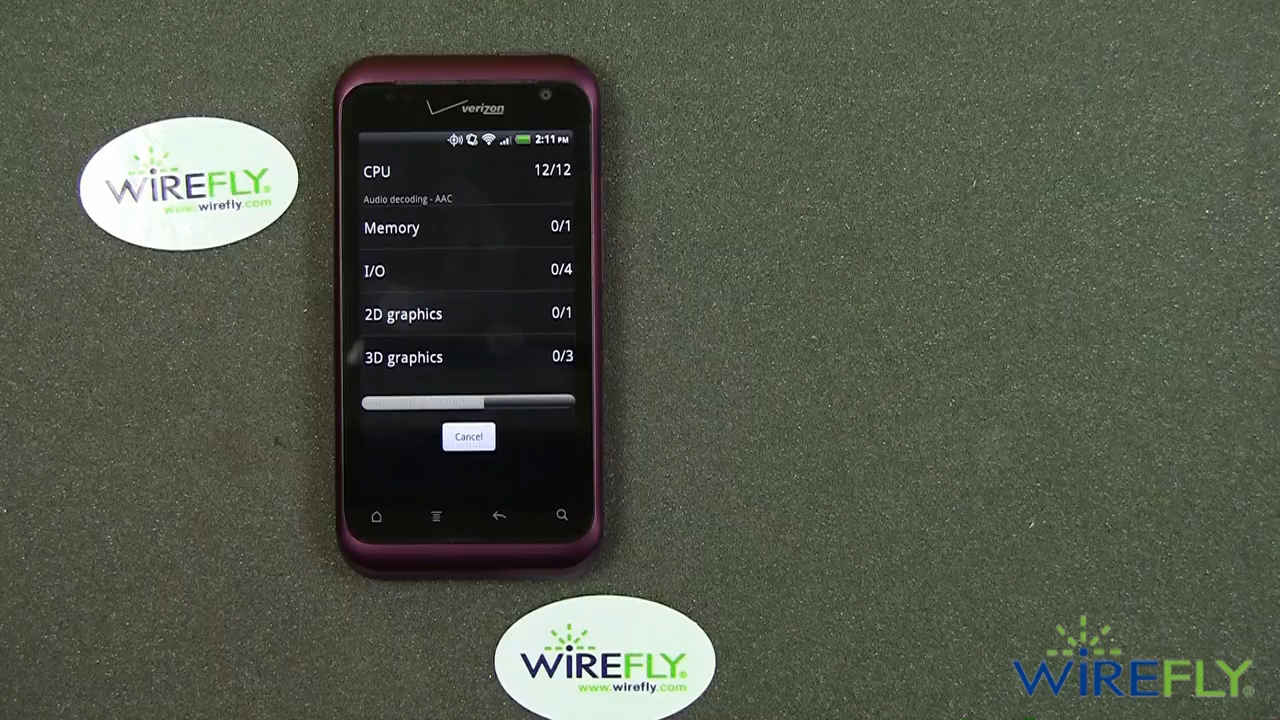 verizon
2:11 PM
CPU 12/12
Audio decoding - AAC
Memory 0/1
I/O 0/4
2D graphics 0/1
3D graphics 0/3
Cancel
WIREFLY®
www.wirefly.com
WIREFLY®
www.wirefly.com
WIREFLY®